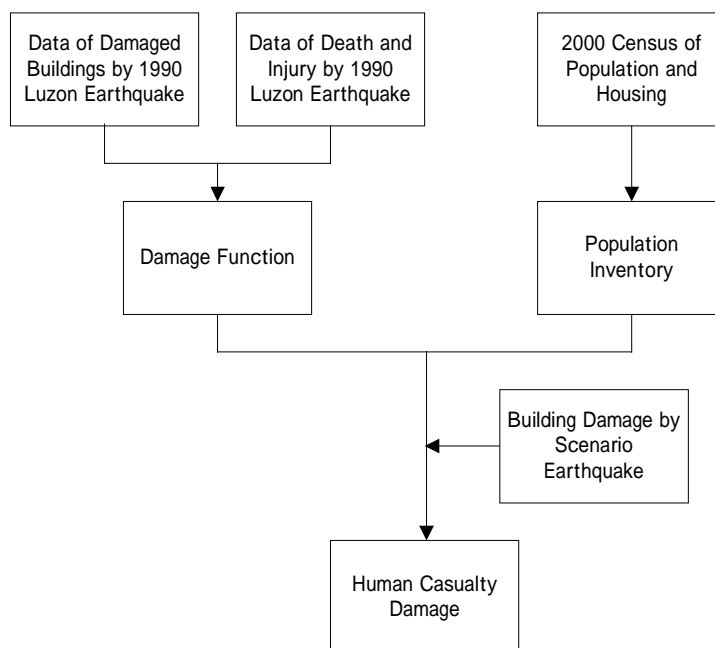 Data of Damaged
Buildings by 1990
Luzon Earthquake
Data of Death and
Injury by 1990
Luzon Earthquake
2000 Census of
Population and
Housing
Damage Function
Population
Inventory
Building Damage by
Scenario
Earthquake
Human Casualty
Damage